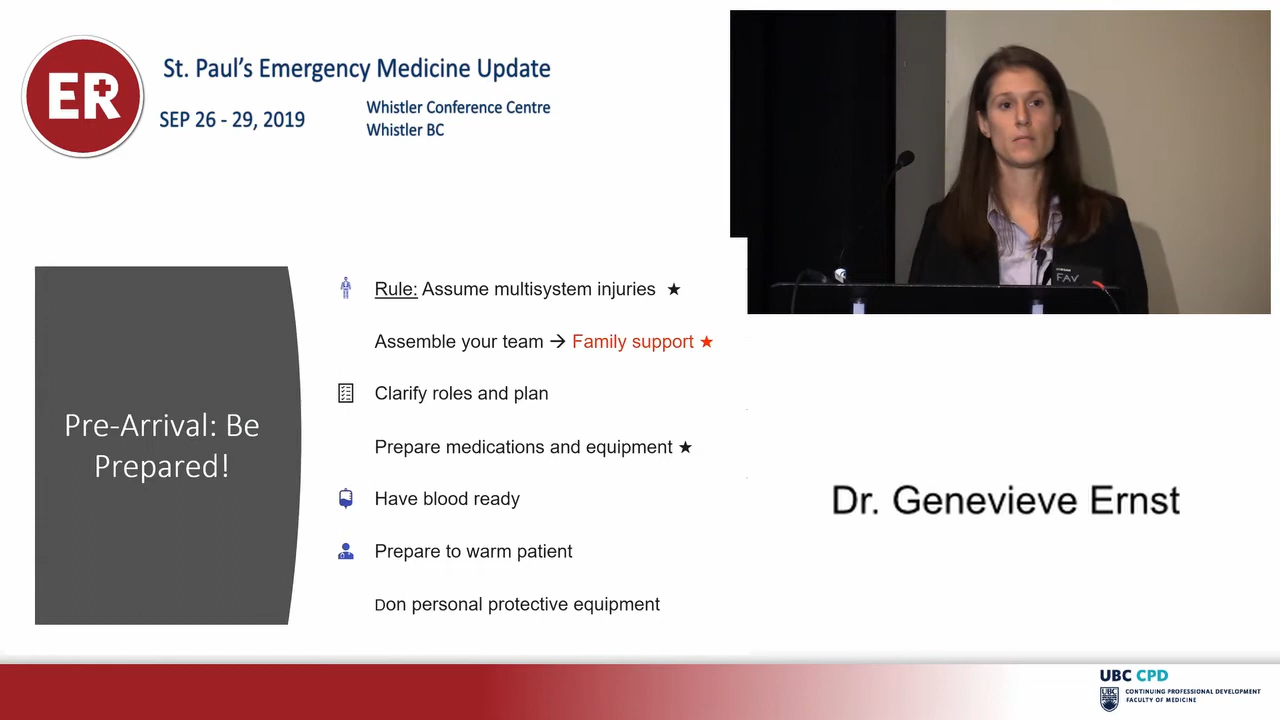 ER
St. Paul's Emergency Medicine Update
SEP 26 - 29, 2019
Whistler Conference Centre
Whistler BC
Pre-Arrival: Be
Prepared!
Rule: Assume multisystem injuries ★
Assemble your team → Family support ★
Clarify roles and plan
Prepare medications and equipment ★
Have blood ready
Prepare to warm patient
Don personal protective equipment
FAV
Dr. Genevieve Ernst
UBC CPD
UBC
CONTINUING PROFESSIONAL DEVELOPMENT
FACULTY OF MEDICINE